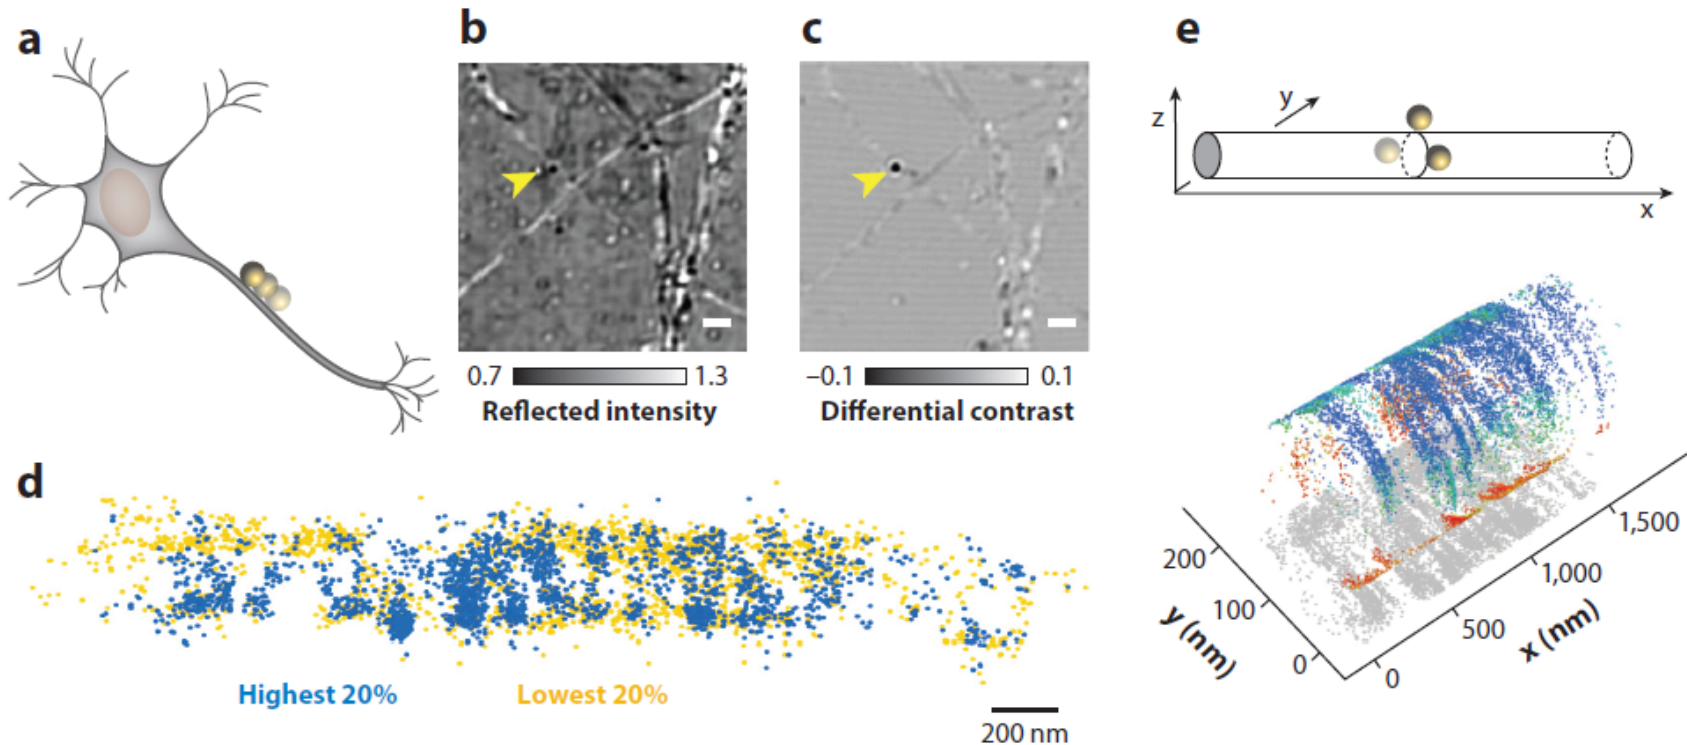 a
b
c
e
0.7
1.3
Reflected intensity
−0.1
0.1
Differential contrast
z
y
x
d
Highest 20%
Lowest 20%
200 nm
200
100
0
y (nm)
0
500
1,000
1,500
x (nm)